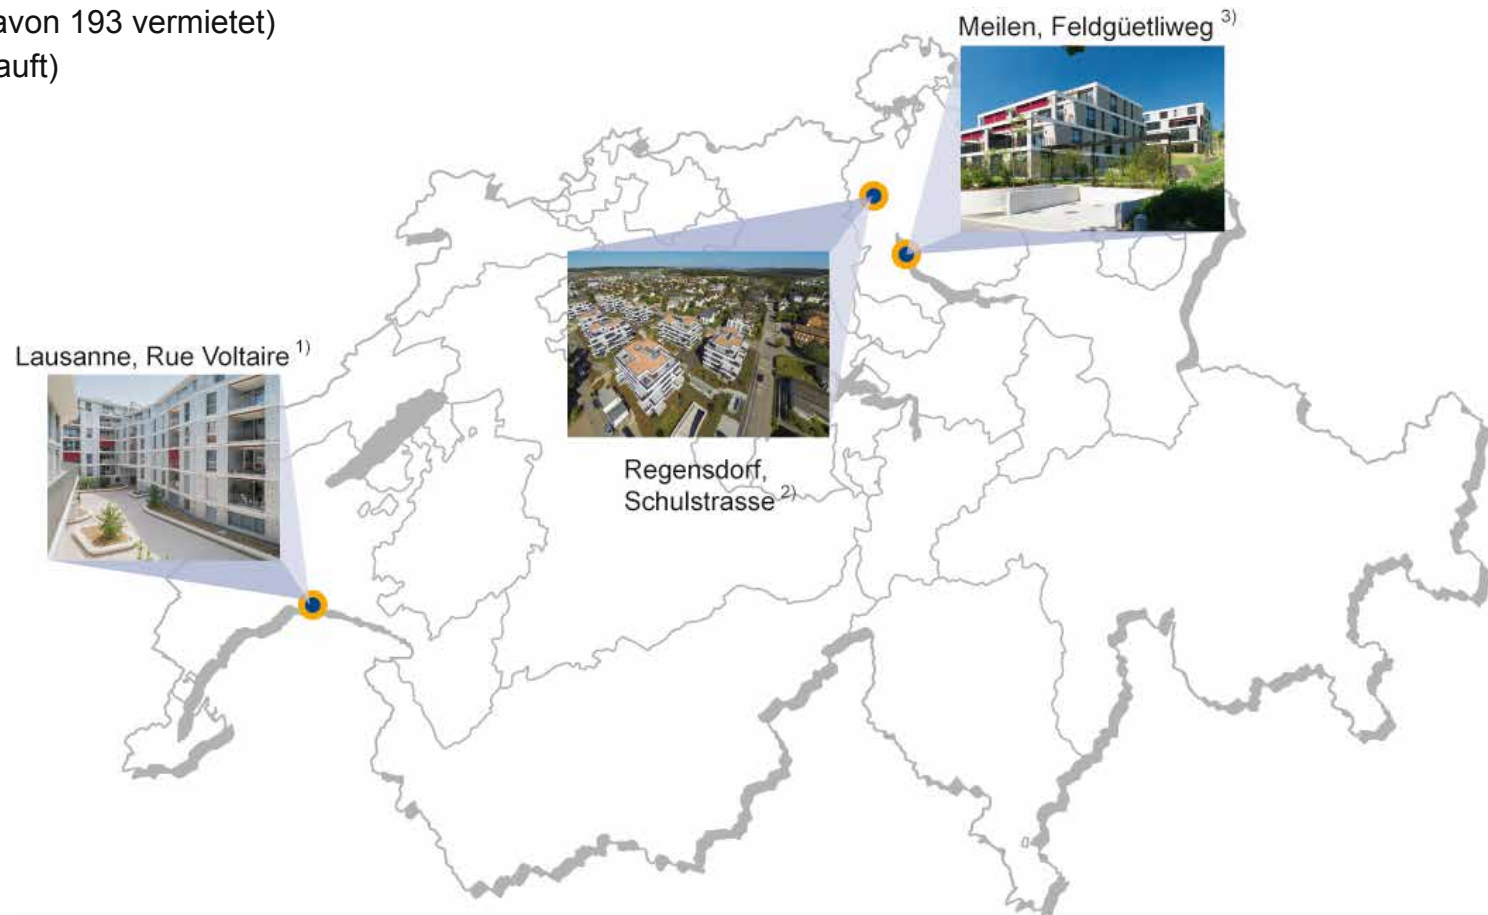 avon 193 vermietet)
auft)
Meilen, Feldgüetliweg 3)
Lausanne, Rue Voltaire 1)
Regensdorf,
Schulstrasse 2)